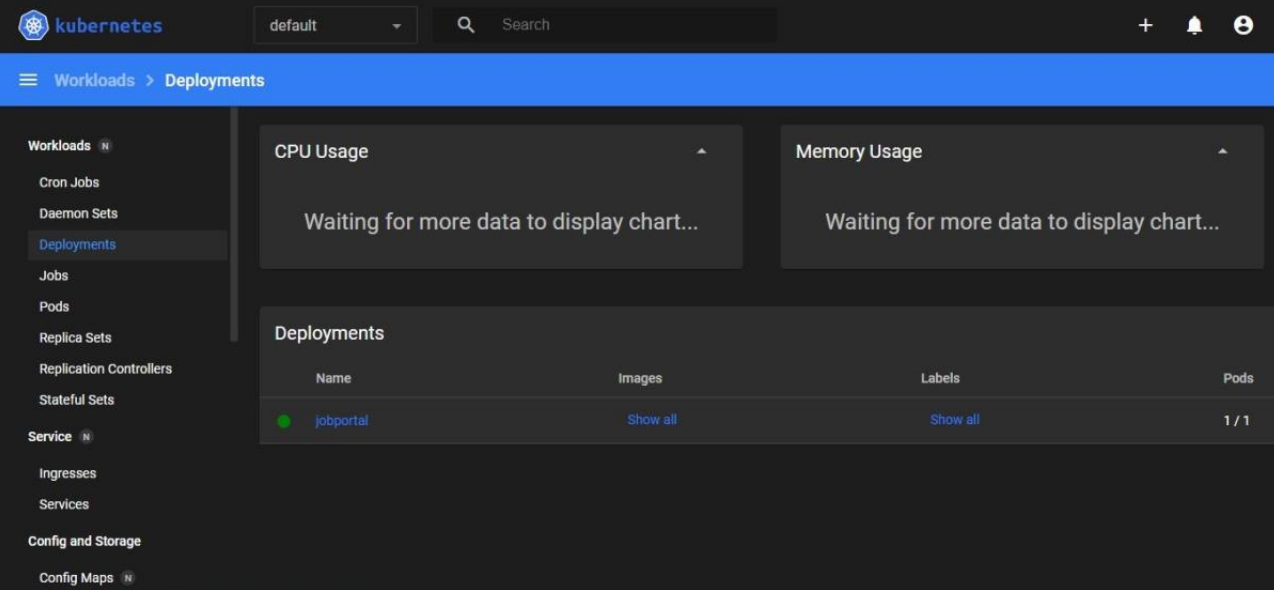 kubernetes
default
Search
Workloads > Deployments
Workloads N
Cron Jobs
Daemon Sets
Deployments
Jobs
Pods
Replica Sets
Replication Controllers
Stateful Sets
Service N
Ingresses
Services
Config and Storage
Config Maps N
CPU Usage
Waiting for more data to display chart...
Memory Usage
Waiting for more data to display chart...
Deployments
Name Images Labels Pods
jobportal Show all Show all 1 / 1